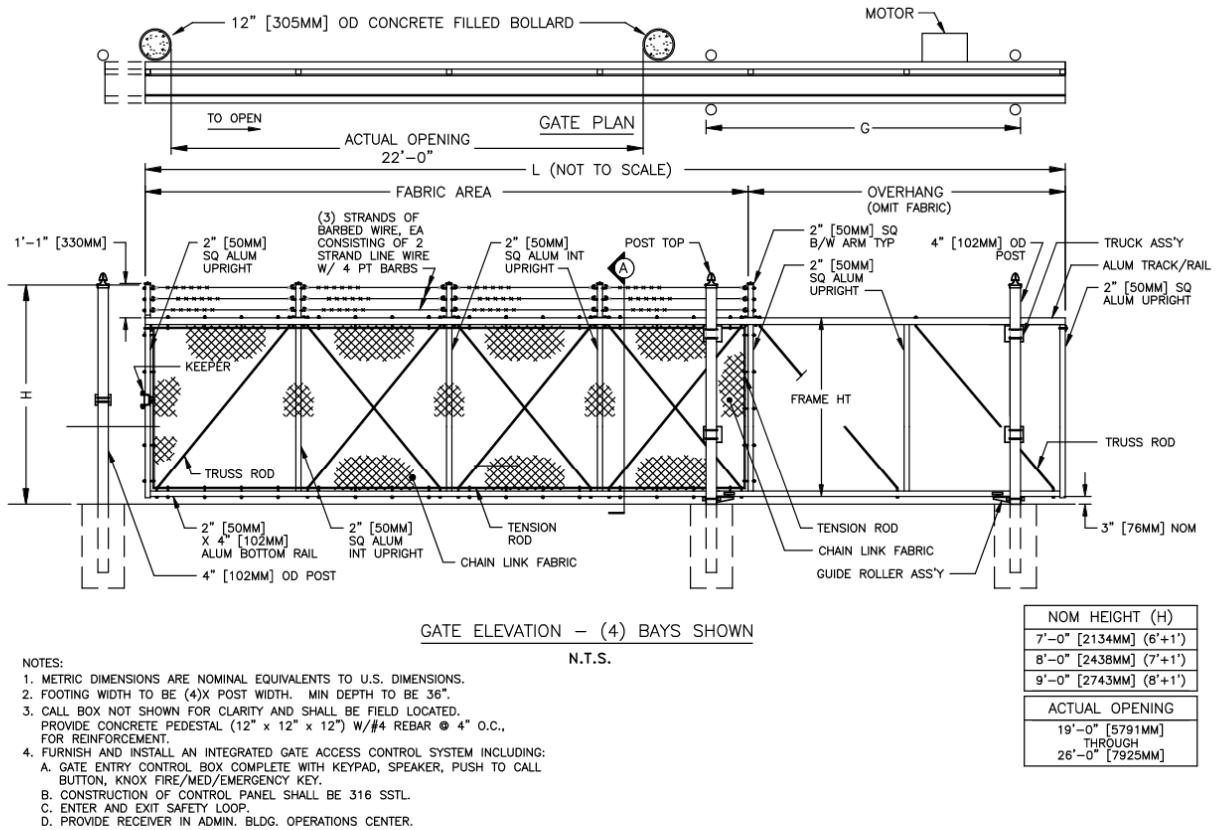 12" [305MM] OD CONCRETE FILLED BOLLARD
MOTOR
TO OPEN
GATE PLAN
G
ACTUAL OPENING
22'-0"
L (NOT TO SCALE)
FABRIC AREA
OVERHANG
(OMIT FABRIC)
1'-1" [330MM]
2" [50MM]
SQ ALUM
UPRIGHT
(3) STRANDS OF
BARBED WIRE, EA
CONSISTING OF 2
STRAND LINE WIRE
W/ 4 PT BARBS
2" [50MM]
SQ ALUM INT
UPRIGHT
A
POST TOP
2" [50MM] SQ
B/W ARM TYP
2" [50MM]
SQ ALUM
UPRIGHT
4" [102MM] OD
POST
TRUCK ASS'Y
ALUM TRACK/RAIL
2" [50MM] SQ
ALUM UPRIGHT
KEEPER
H
FRAME HT
TRUSS ROD
TRUSS ROD
2" [50MM]
X 4" [102MM]
ALUM BOTTOM RAIL
4" [102MM] OD POST
2" [50MM]
SQ ALUM
INT UPRIGHT
TENSION
ROD
CHAIN LINK FABRIC
TENSION ROD
CHAIN LINK FABRIC
GUIDE ROLLER ASS'Y
3" [76MM] NOM
GATE ELEVATION – (4) BAYS SHOWN
N.T.S.
NOM HEIGHT (H)
7'-0" [2134MM] (6'+1')
8'-0" [2438MM] (7'+1')
9'-0" [2743MM] (8'+1')
ACTUAL OPENING
19'-0" [5791MM]
THROUGH
26'-0" [7925MM]
NOTES:
1. METRIC DIMENSIONS ARE NOMINAL EQUIVALENTS TO U.S. DIMENSIONS.
2. FOOTING WIDTH TO BE (4)X POST WIDTH. MIN DEPTH TO BE 36".
3. CALL BOX NOT SHOWN FOR CLARITY AND SHALL BE FIELD LOCATED.
PROVIDE CONCRETE PEDESTAL (12" x 12" x 12") W/#4 REBAR @ 4" O.C.,
FOR REINFORCEMENT.
4. FURNISH AND INSTALL AN INTEGRATED GATE ACCESS CONTROL SYSTEM INCLUDING:
A. GATE ENTRY CONTROL BOX COMPLETE WITH KEYPAD, SPEAKER, PUSH TO CALL
BUTTON, KNOX FIRE/MED/EMERGENCY KEY.
B. CONSTRUCTION OF CONTROL PANEL SHALL BE 316 SSTL.
C. ENTER AND EXIT SAFETY LOOP.
D. PROVIDE RECEIVER IN ADMIN. BLDG. OPERATIONS CENTER.